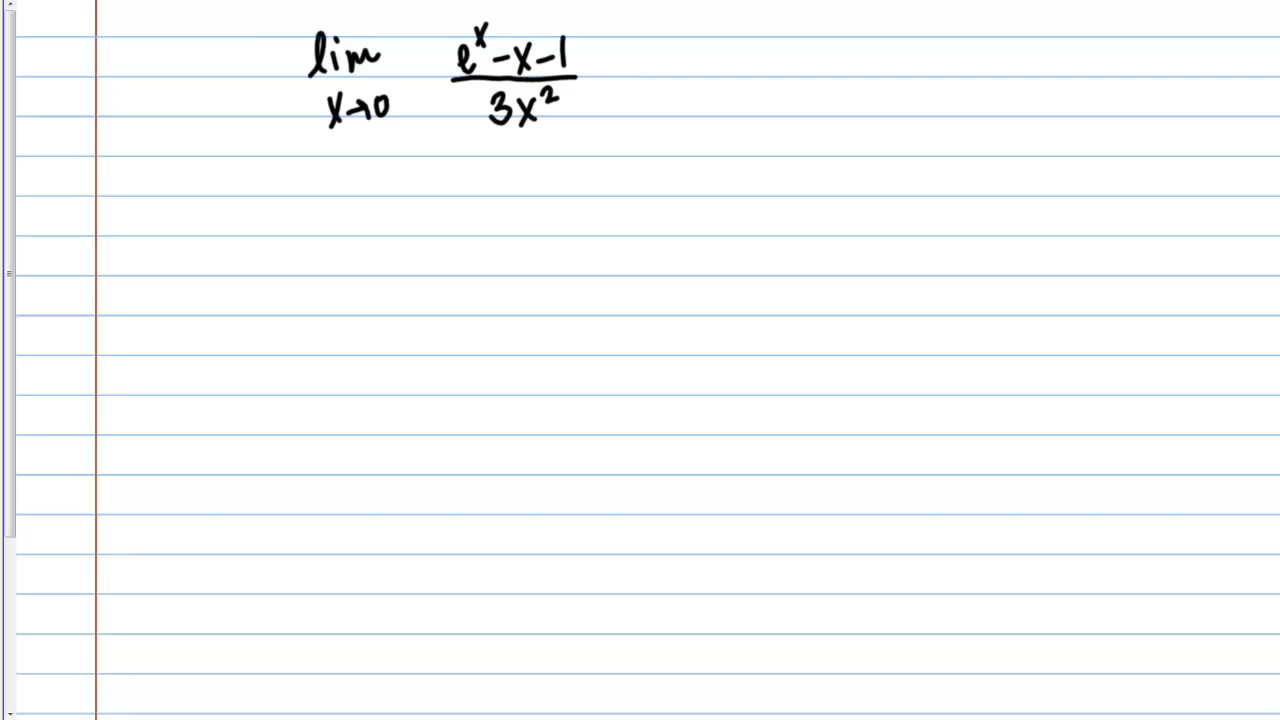 lim e^x - x - 1
x→0 3x^2